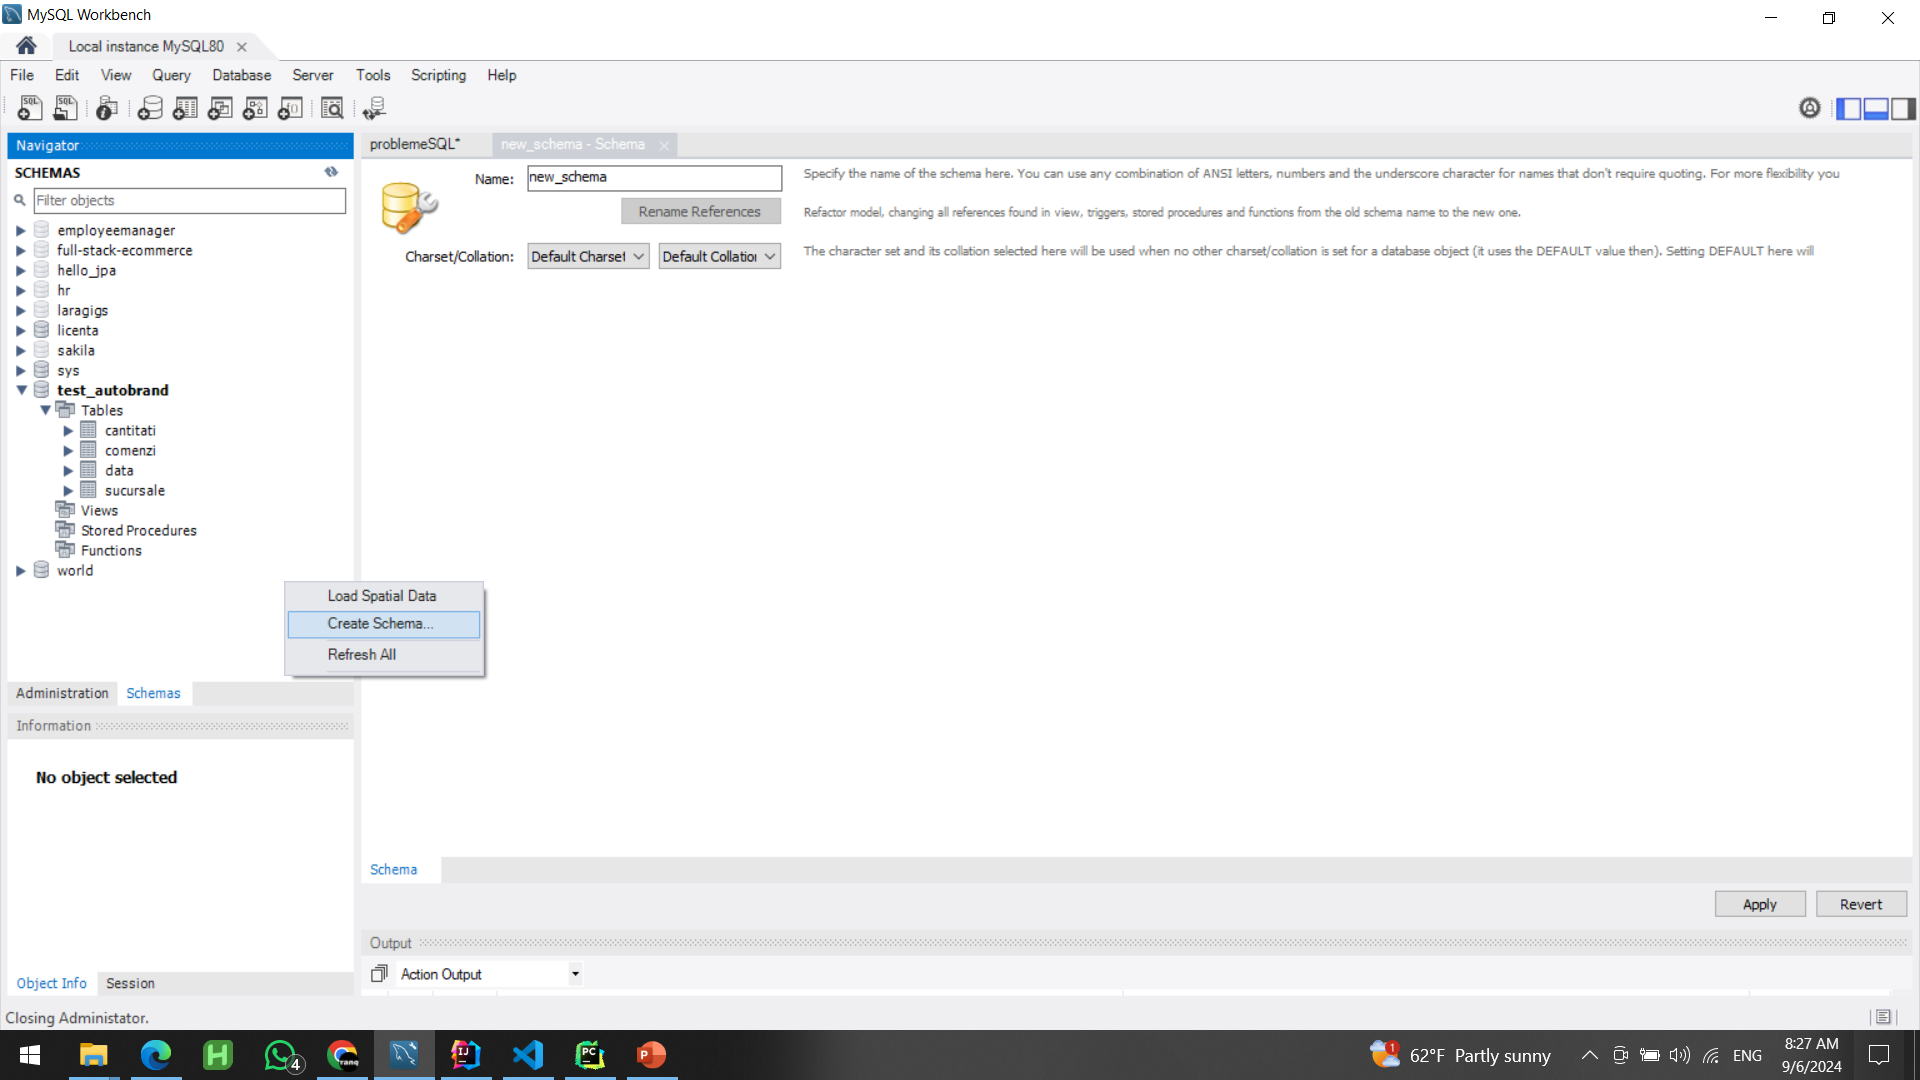 MySQL Workbench
Local instance MySQL80
File Edit View Query Database Server Tools Scripting Help
Navigator
SCHEMAS
Filter objects
employeemanager
full-stack-ecommerce
hello_jpa
hr
laragigs
licenta
sakila
sys
test_autobrand
Tables
cantitati
comenzi
data
sucursale
Views
Stored Procedures
Functions
world
Load Spatial Data
Create Schema...
Refresh All
Administration Schemas
Information
No object selected
Object Info Session
problemeSQL* new_schema - Schema
Name: new_schema Specify the name of the schema here. You can use any combination of ANSI letters, numbers and the underscore character for names that don't require quoting. For more flexibility you
Rename References Refactor model, changing all references found in view, triggers, stored procedures and functions from the old schema name to the new one.
Charset/Collation: Default Charset Default Collation The character set and its collation selected here will be used when no other charset/collation is set for a database object (it uses the DEFAULT value then). Setting DEFAULT here will
Schema
Apply Revert
Output
Action Output
Closing Administator.
4
1
62°F Partly sunny
ENG
8:27 AM
9/6/2024